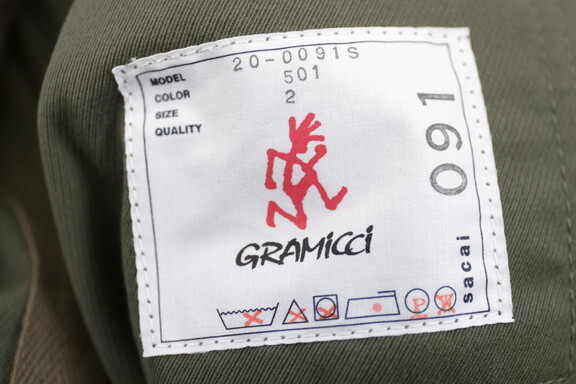 MODEL 20-0091S
COLOR 501
SIZE 2
QUALITY
GRAMiCCi
091
sacai
P
W